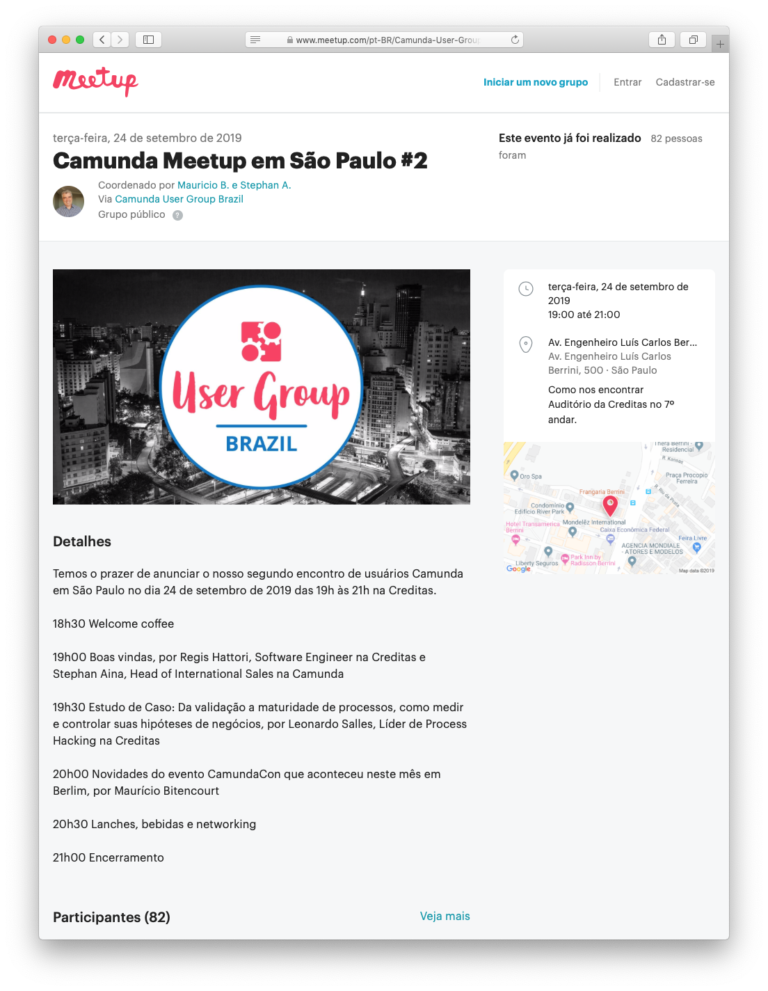 www.meetup.com/pt-BR/Camunda-User-Grou
meetup
Iniciar um novo grupo
Entrar
Cadastrar-se
terça-feira, 24 de setembro de 2019
Camunda Meetup em São Paulo #2
Coordenado por Mauricio B. e Stephan A.
Via Camunda User Group Brazil
Grupo público ?
Este evento já foi realizado 82 pessoas
foram
User Group
BRAZIL
terça-feira, 24 de setembro de
2019
19:00 até 21:00
Av. Engenheiro Luís Carlos Ber...
Av. Engenheiro Luís Carlos
Berrini, 500 · São Paulo
Como nos encontrar
Auditório da Creditas no 7º
andar.
Thera Berrini
Residencial
Oro Spa
Praça Procopio
Ferreira
Frangaria Berrini
Condomínio
Edifício River Park
Mondelēz International
Caixa Econômica Federal
Hotel Transamerica
Berrini
Feira Livre
AGENCIA MONDIALE
- ATORES E MODELOS
Park Inn by
Radisson Berrini
Liberty Seguros
Google
Map data ©2019
Detalhes
Temos o prazer de anunciar o nosso segundo encontro de usuários Camunda
em São Paulo no dia 24 de setembro de 2019 das 19h às 21h na Creditas.
18h30 Welcome coffee
19h00 Boas vindas, por Regis Hattori, Software Engineer na Creditas e
Stephan Aina, Head of International Sales na Camunda
19h30 Estudo de Caso: Da validação a maturidade de processos, como medir
e controlar suas hipóteses de negócios, por Leonardo Salles, Líder de Process
Hacking na Creditas
20h00 Novidades do evento CamundaCon que aconteceu neste mês em
Berlim, por Maurício Bitencourt
20h30 Lanches, bebidas e networking
21h00 Encerramento
Participantes (82)
Veja mais